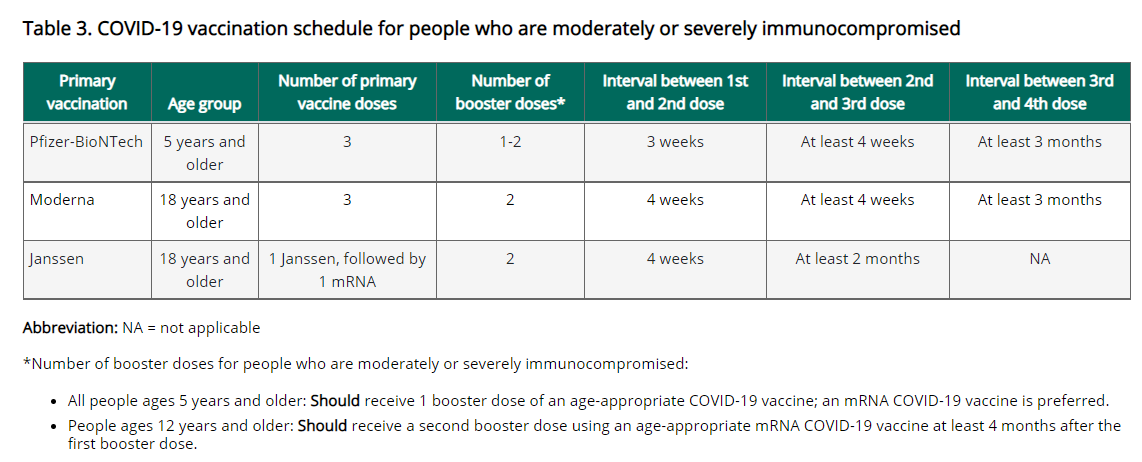 Table 3. COVID-19 vaccination schedule for people who are moderately or severely immunocompromised
Primary vaccination | Age group | Number of primary vaccine doses | Number of booster doses* | Interval between 1st and 2nd dose | Interval between 2nd and 3rd dose | Interval between 3rd and 4th dose
Pfizer-BioNTech | 5 years and older | 3 | 1-2 | 3 weeks | At least 4 weeks | At least 3 months
Moderna | 18 years and older | 3 | 2 | 4 weeks | At least 4 weeks | At least 3 months
Janssen | 18 years and older | 1 Janssen, followed by 1 mRNA | 2 | 4 weeks | At least 2 months | NA
Abbreviation: NA = not applicable
*Number of booster doses for people who are moderately or severely immunocompromised:
• All people ages 5 years and older: Should receive 1 booster dose of an age-appropriate COVID-19 vaccine; an mRNA COVID-19 vaccine is preferred.
• People ages 12 years and older: Should receive a second booster dose using an age-appropriate mRNA COVID-19 vaccine at least 4 months after the
first booster dose.